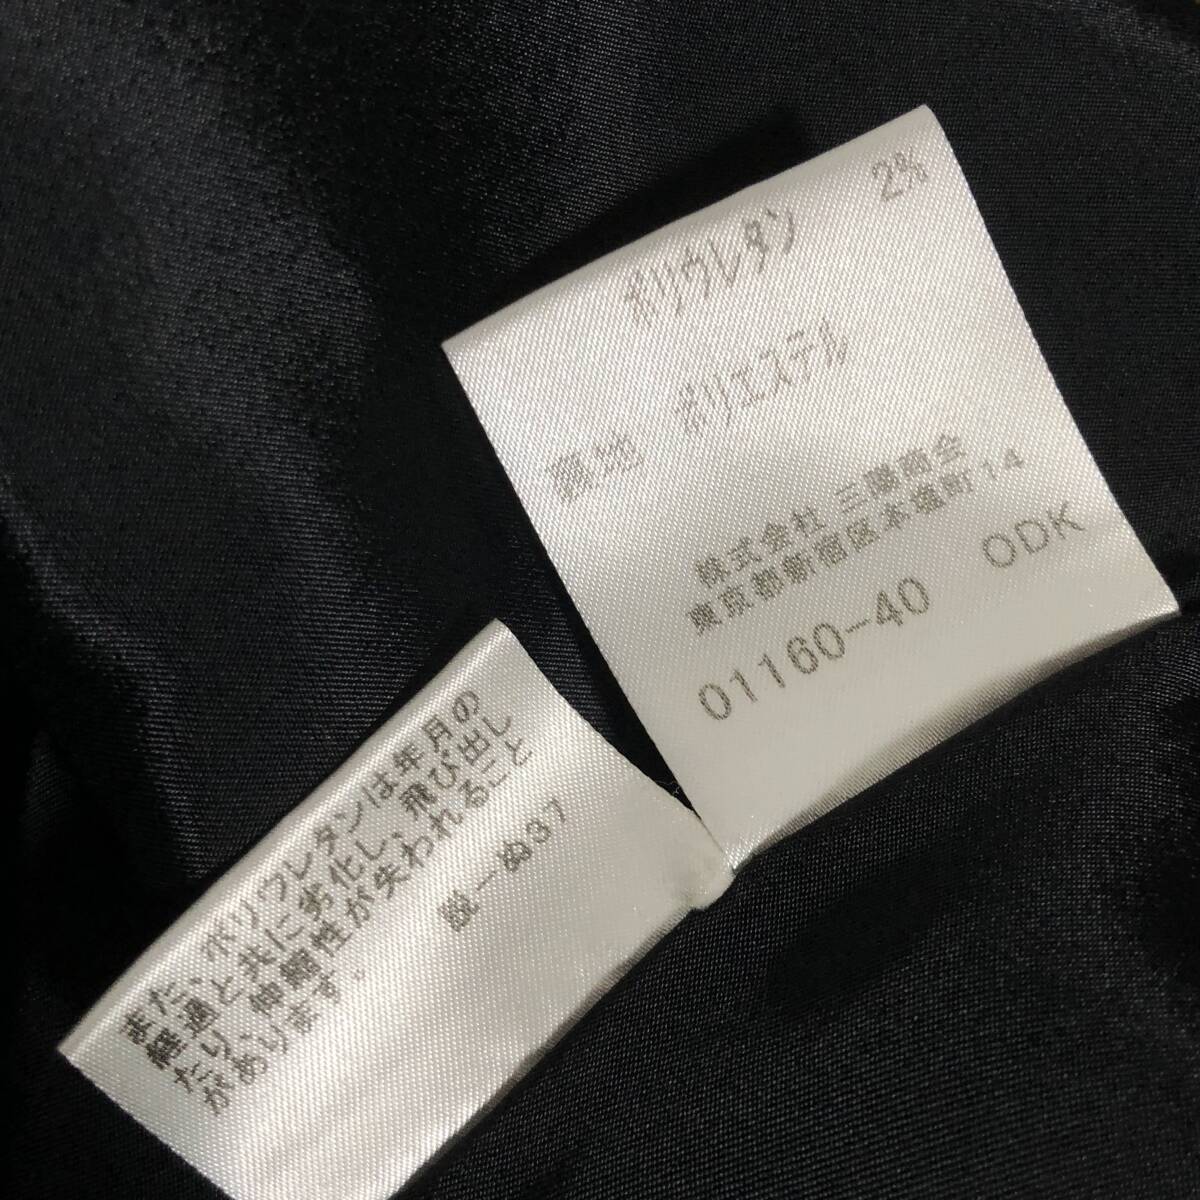 ポリウレタン 2%
裏地 ポリエステル
株式会社 三陽商会
東京都新宿区本塩町14
01160-40 ODK
また、ポリウレタンは年月の
経過と共に劣化し、飛び出し
たり、伸縮性が失われること
があります。
説-ぬ37